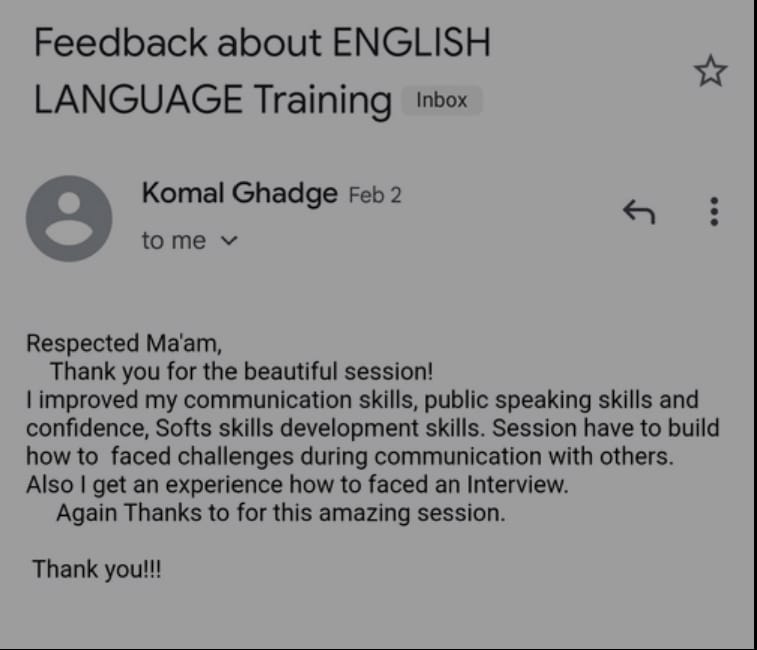 Feedback about ENGLISH
LANGUAGE Training Inbox
Komal Ghadge Feb 2
to me
Respected Ma'am,
Thank you for the beautiful session!
I improved my communication skills, public speaking skills and
confidence, Softs skills development skills. Session have to build
how to faced challenges during communication with others.
Also I get an experience how to faced an Interview.
Again Thanks to for this amazing session.
Thank you!!!